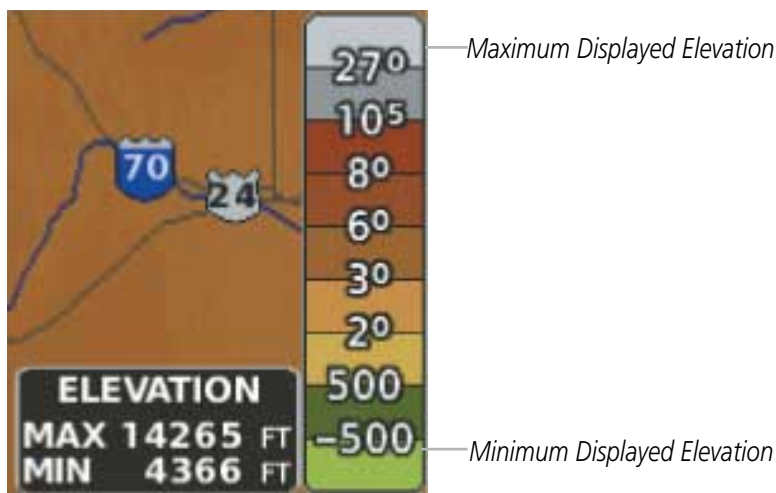 Maximum Displayed Elevation
27⁰
10⁵
8⁰
6⁰
3⁰
2⁰
500
-500
70
24
ELEVATION
MAX 14265 FT
MIN 4366 FT
Minimum Displayed Elevation